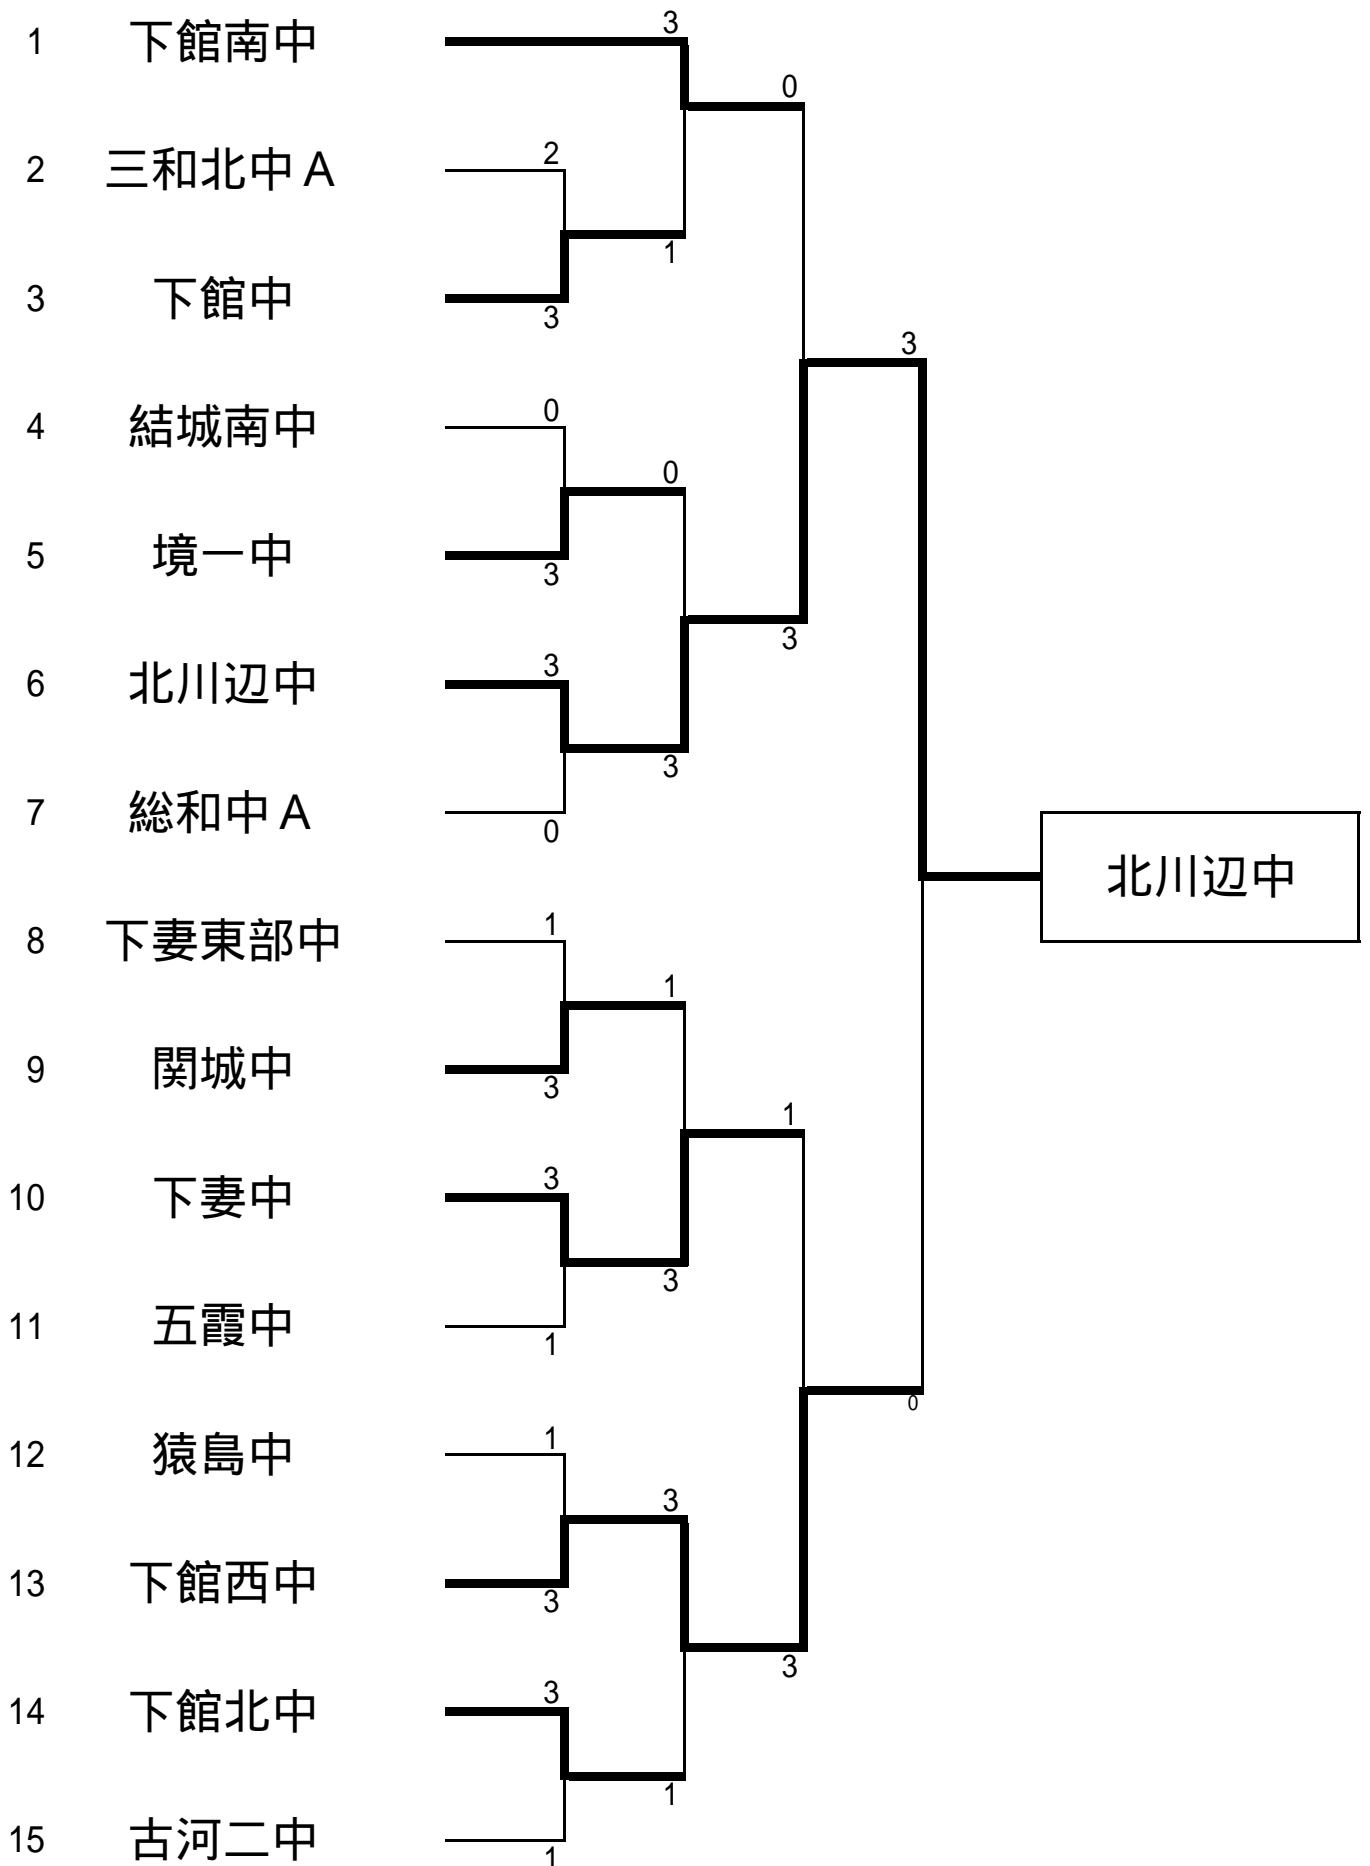 3
1 下館南中
0
2 三和北中A 2
1
3 下館中
3
3
4 結城南中 0
0
5 境一中
3
3
6 北川辺中 3
3
7 総和中A
0
北川辺中
8 下妻東部中 1
1
9 関城中
3
1
10 下妻中 3
3
11 五霞中
1
0
12 猿島中 1
3
13 下館西中
3
3
14 下館北中 3
1
15 古河二中
1